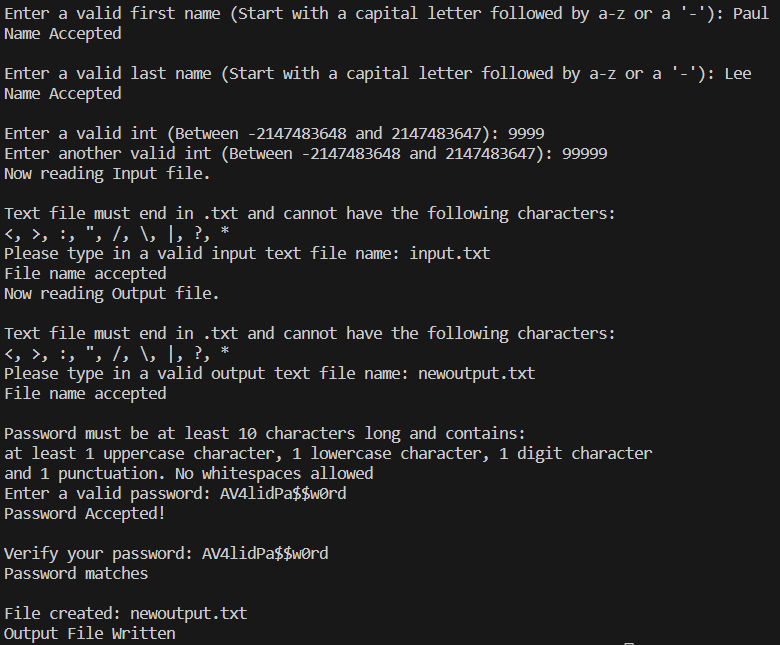 Enter a valid first name (Start with a capital letter followed by a-z or a '-'): Paul
Name Accepted
Enter a valid last name (Start with a capital letter followed by a-z or a '-'): Lee
Name Accepted
Enter a valid int (Between -2147483648 and 2147483647): 9999
Enter another valid int (Between -2147483648 and 2147483647): 99999
Now reading Input file.
Text file must end in .txt and cannot have the following characters:
<, >, :, ", /, \, |, ?, *
Please type in a valid input text file name: input.txt
File name accepted
Now reading Output file.
Text file must end in .txt and cannot have the following characters:
<, >, :, ", /, \, |, ?, *
Please type in a valid output text file name: newoutput.txt
File name accepted
Password must be at least 10 characters long and contains:
at least 1 uppercase character, 1 lowercase character, 1 digit character
and 1 punctuation. No whitespaces allowed
Enter a valid password: AV4lidPa$$w0rd
Password Accepted!
Verify your password: AV4lidPa$$w0rd
Password matches
File created: newoutput.txt
Output File Written